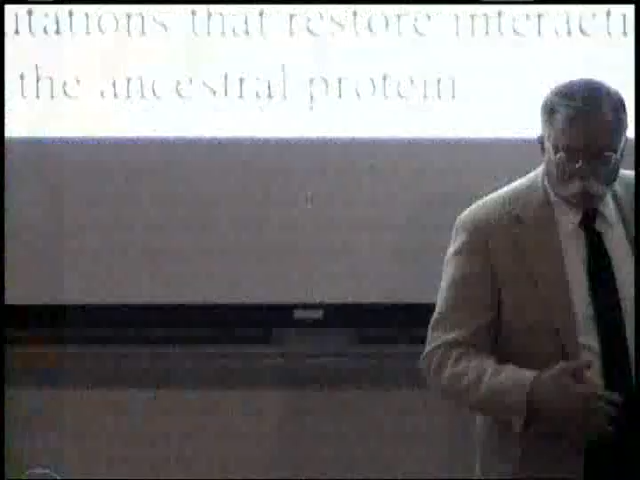 utations that restore interacti
the ancestral protein